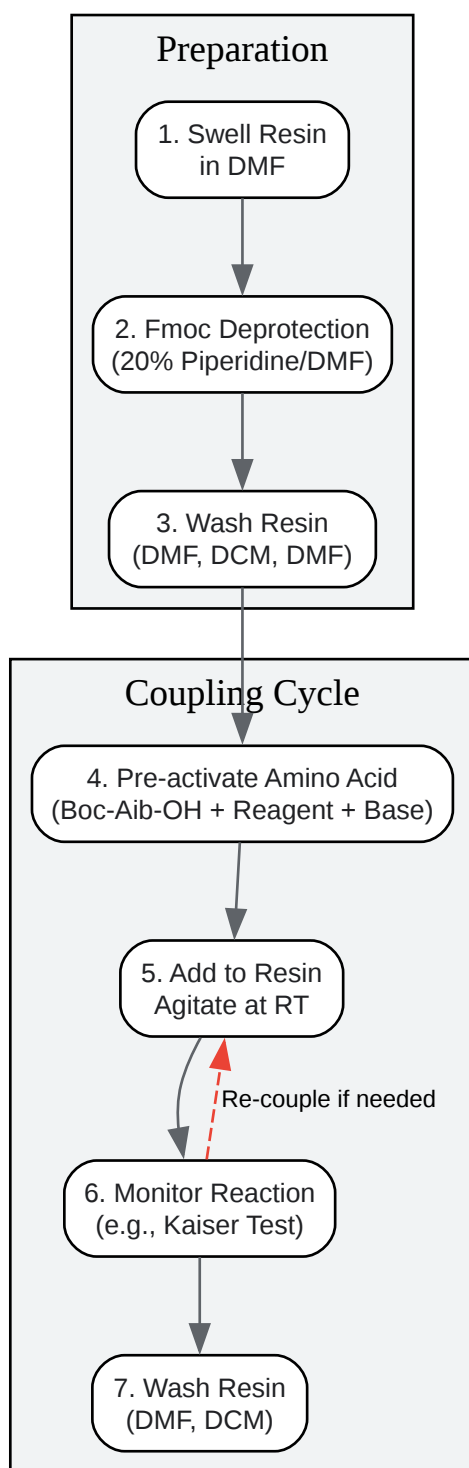 Preparation
1. Swell Resin
in DMF
2. Fmoc Deprotection
(20% Piperidine/DMF)
3. Wash Resin
(DMF, DCM, DMF)
Coupling Cycle
4. Pre-activate Amino Acid
(Boc-Aib-OH + Reagent + Base)
5. Add to Resin
Agitate at RT
Re-couple if needed
6. Monitor Reaction
(e.g., Kaiser Test)
7. Wash Resin
(DMF, DCM)